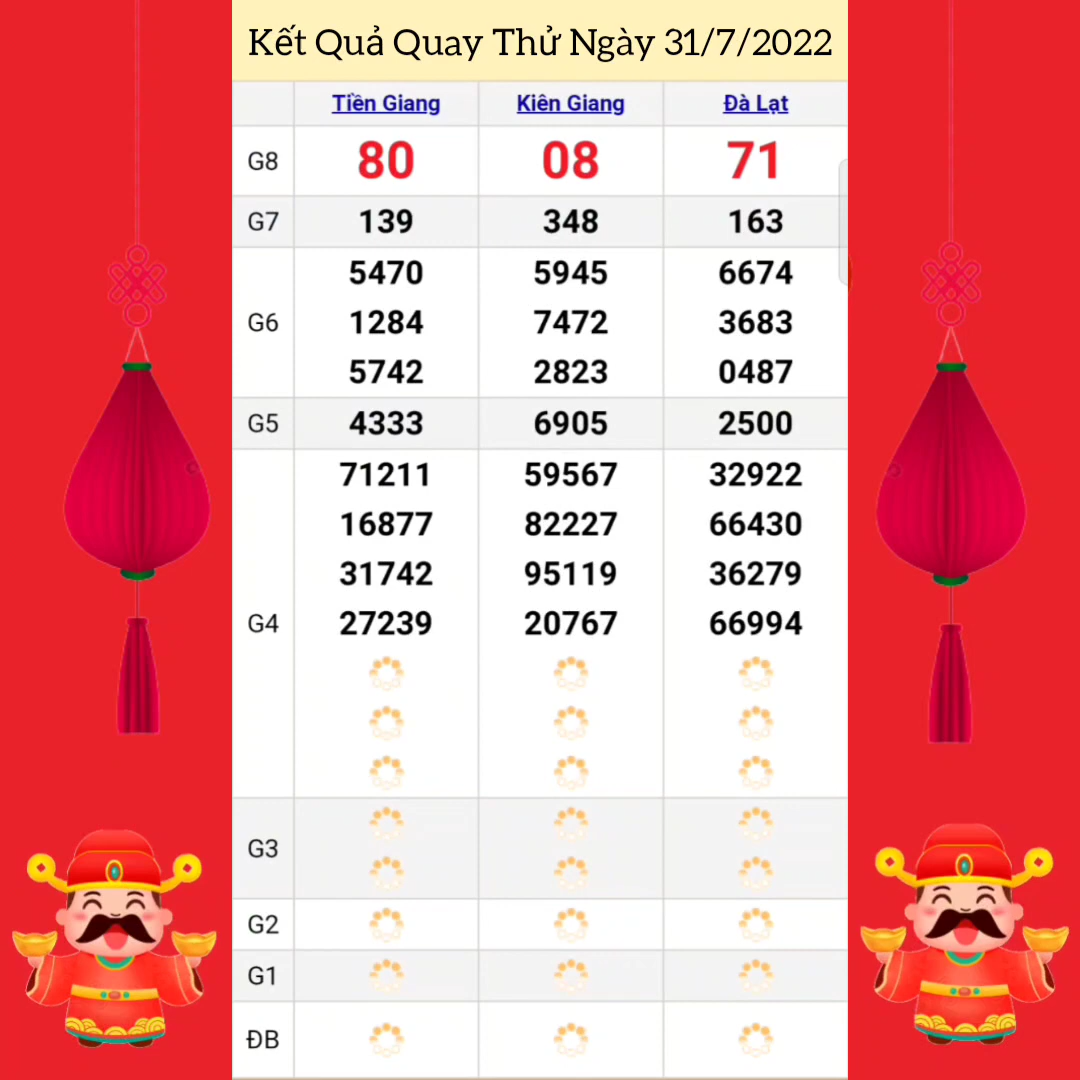 Kết Quả Quay Thử Ngày 31/7/2022
Tiền Giang Kiên Giang Đà Lạt
G8 80 08 71
G7 139 348 163
5470 5945 6674
G6 1284 7472 3683
5742 2823 0487
G5 4333 6905 2500
71211 59567 32922
16877 82227 66430
31742 95119 36279
G4 27239 20767 66994
G3
G2
G1
ĐB